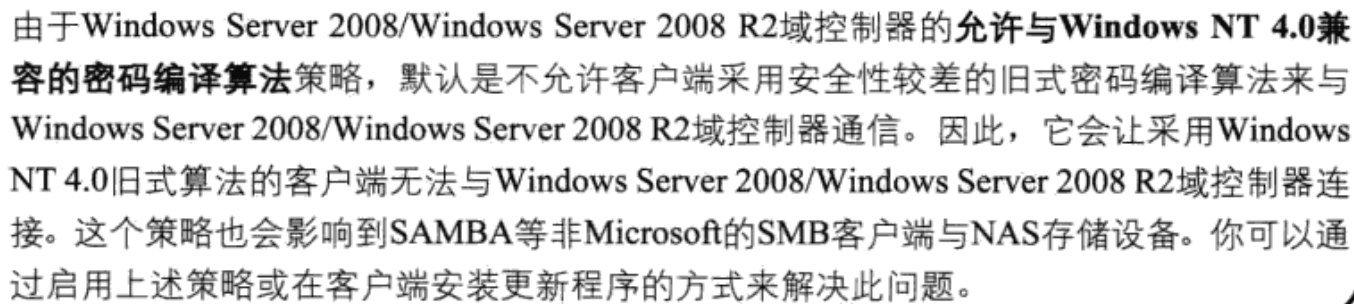 由于Windows Server 2008/Windows Server 2008 R2域控制器的允许与Windows NT 4.0兼
容的密码编译算法策略，默认是不允许客户端采用安全性较差的旧式密码编译算法来与
Windows Server 2008/Windows Server 2008 R2域控制器通信。因此，它会让采用Windows
NT 4.0旧式算法的客户端无法与Windows Server 2008/Windows Server 2008 R2域控制器连
接。这个策略也会影响到SAMBA等非Microsoft的SMB客户端与NAS存储设备。你可以通
过启用上述策略或在客户端安装更新程序的方式来解决此问题。